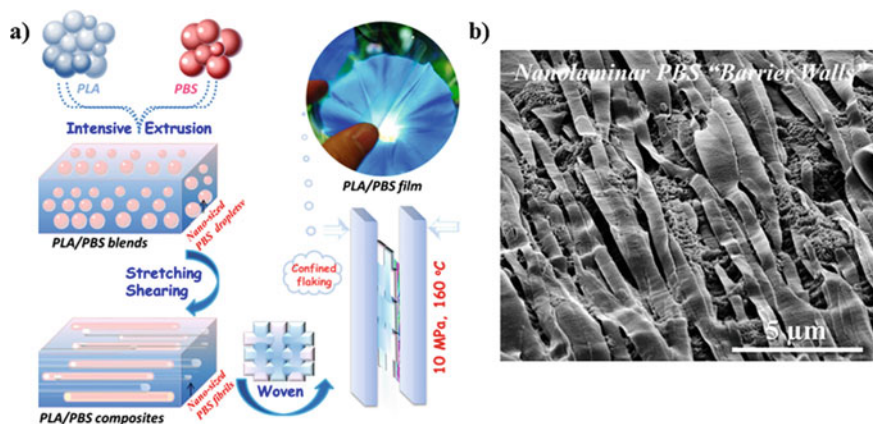 a)
PLA
PBS
Intensive Extrusion
PLA/PBS blends
Nano-sized
PBS dropletsv
Stretching
Shearing
PLA/PBS composites
Nano-sized
PBS fibrils
Woven
Confined
flaking
10 MPa, 160 °C
PLA/PBS film
b)
Nanolaminar PBS “Barrier Walls”
5 μm